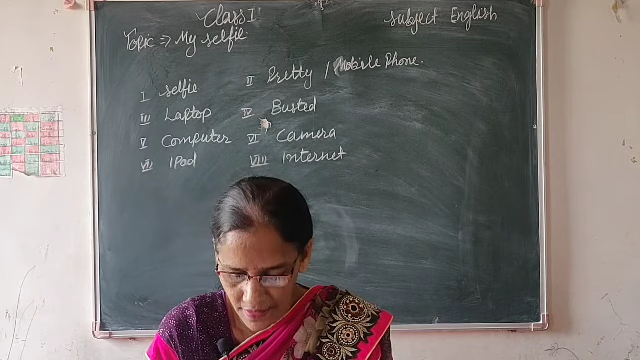 Class I subject English
Topic ⇒ My selfie
I selfie II Pretty / Mobile Phone.
III Laptop IV Busted
V Computer VI Camera
VII IPod VIII Internet